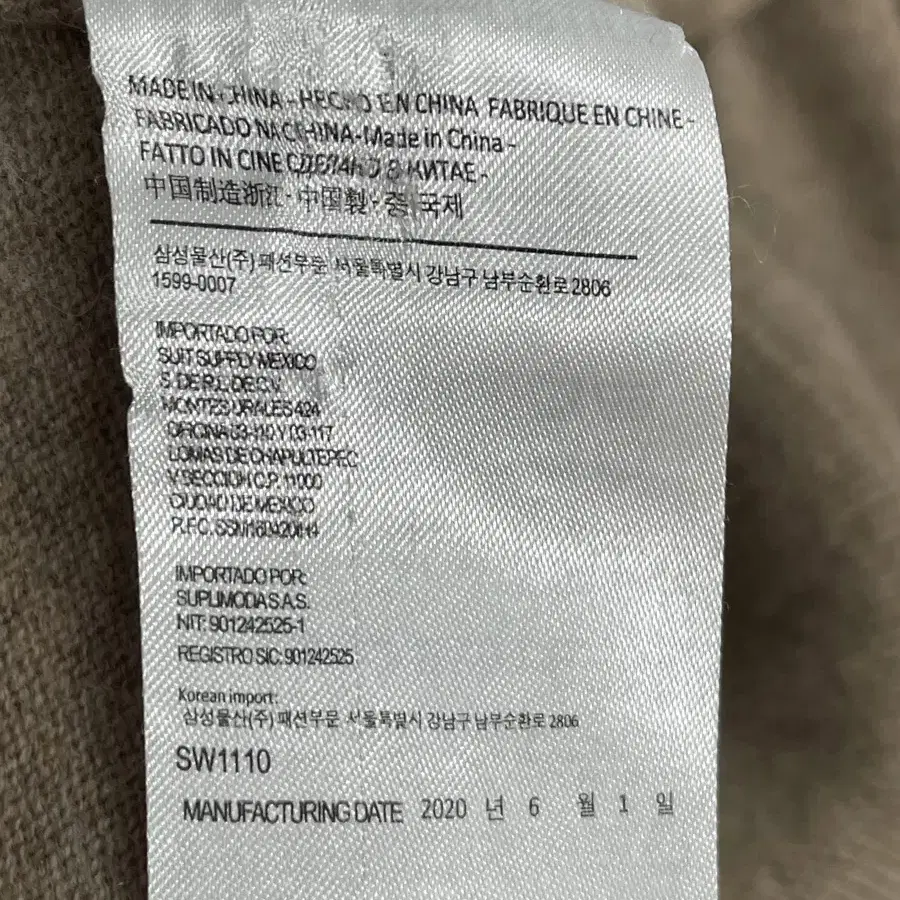 MADE IN CHINA - HECHO EN CHINA FABRIQUE EN CHINE -
FABRICADO NA CHINA - Made in China -
FATTO IN CINE СДЕЛАНО В КИТАЕ -
中国制造浙江 · 中国製 · 중국제
삼성물산(주) 패션부문 서울특별시 강남구 남부순환로 2806
1599-0007
IMPORTADO POR:
SUIT SUPPLY MEXICO
S. DE R.L. DE C.V.
MONTES URALES 424
OFICINA 03-110 Y 03-117
LOMAS DE CHAPULTEPEC
V SECCION C.P. 11000
CIUDAD DE MEXICO
IMPORTADO POR:
SUPLIMODA S.A.S.
NIT: 901242525-1
REGISTRO SIC: 901242525
Korean import:
삼성물산(주) 패션부문 서울특별시 강남구 남부순환로 2806
SW1110
MANUFACTURING DATE 2020 년 6 월 1 일